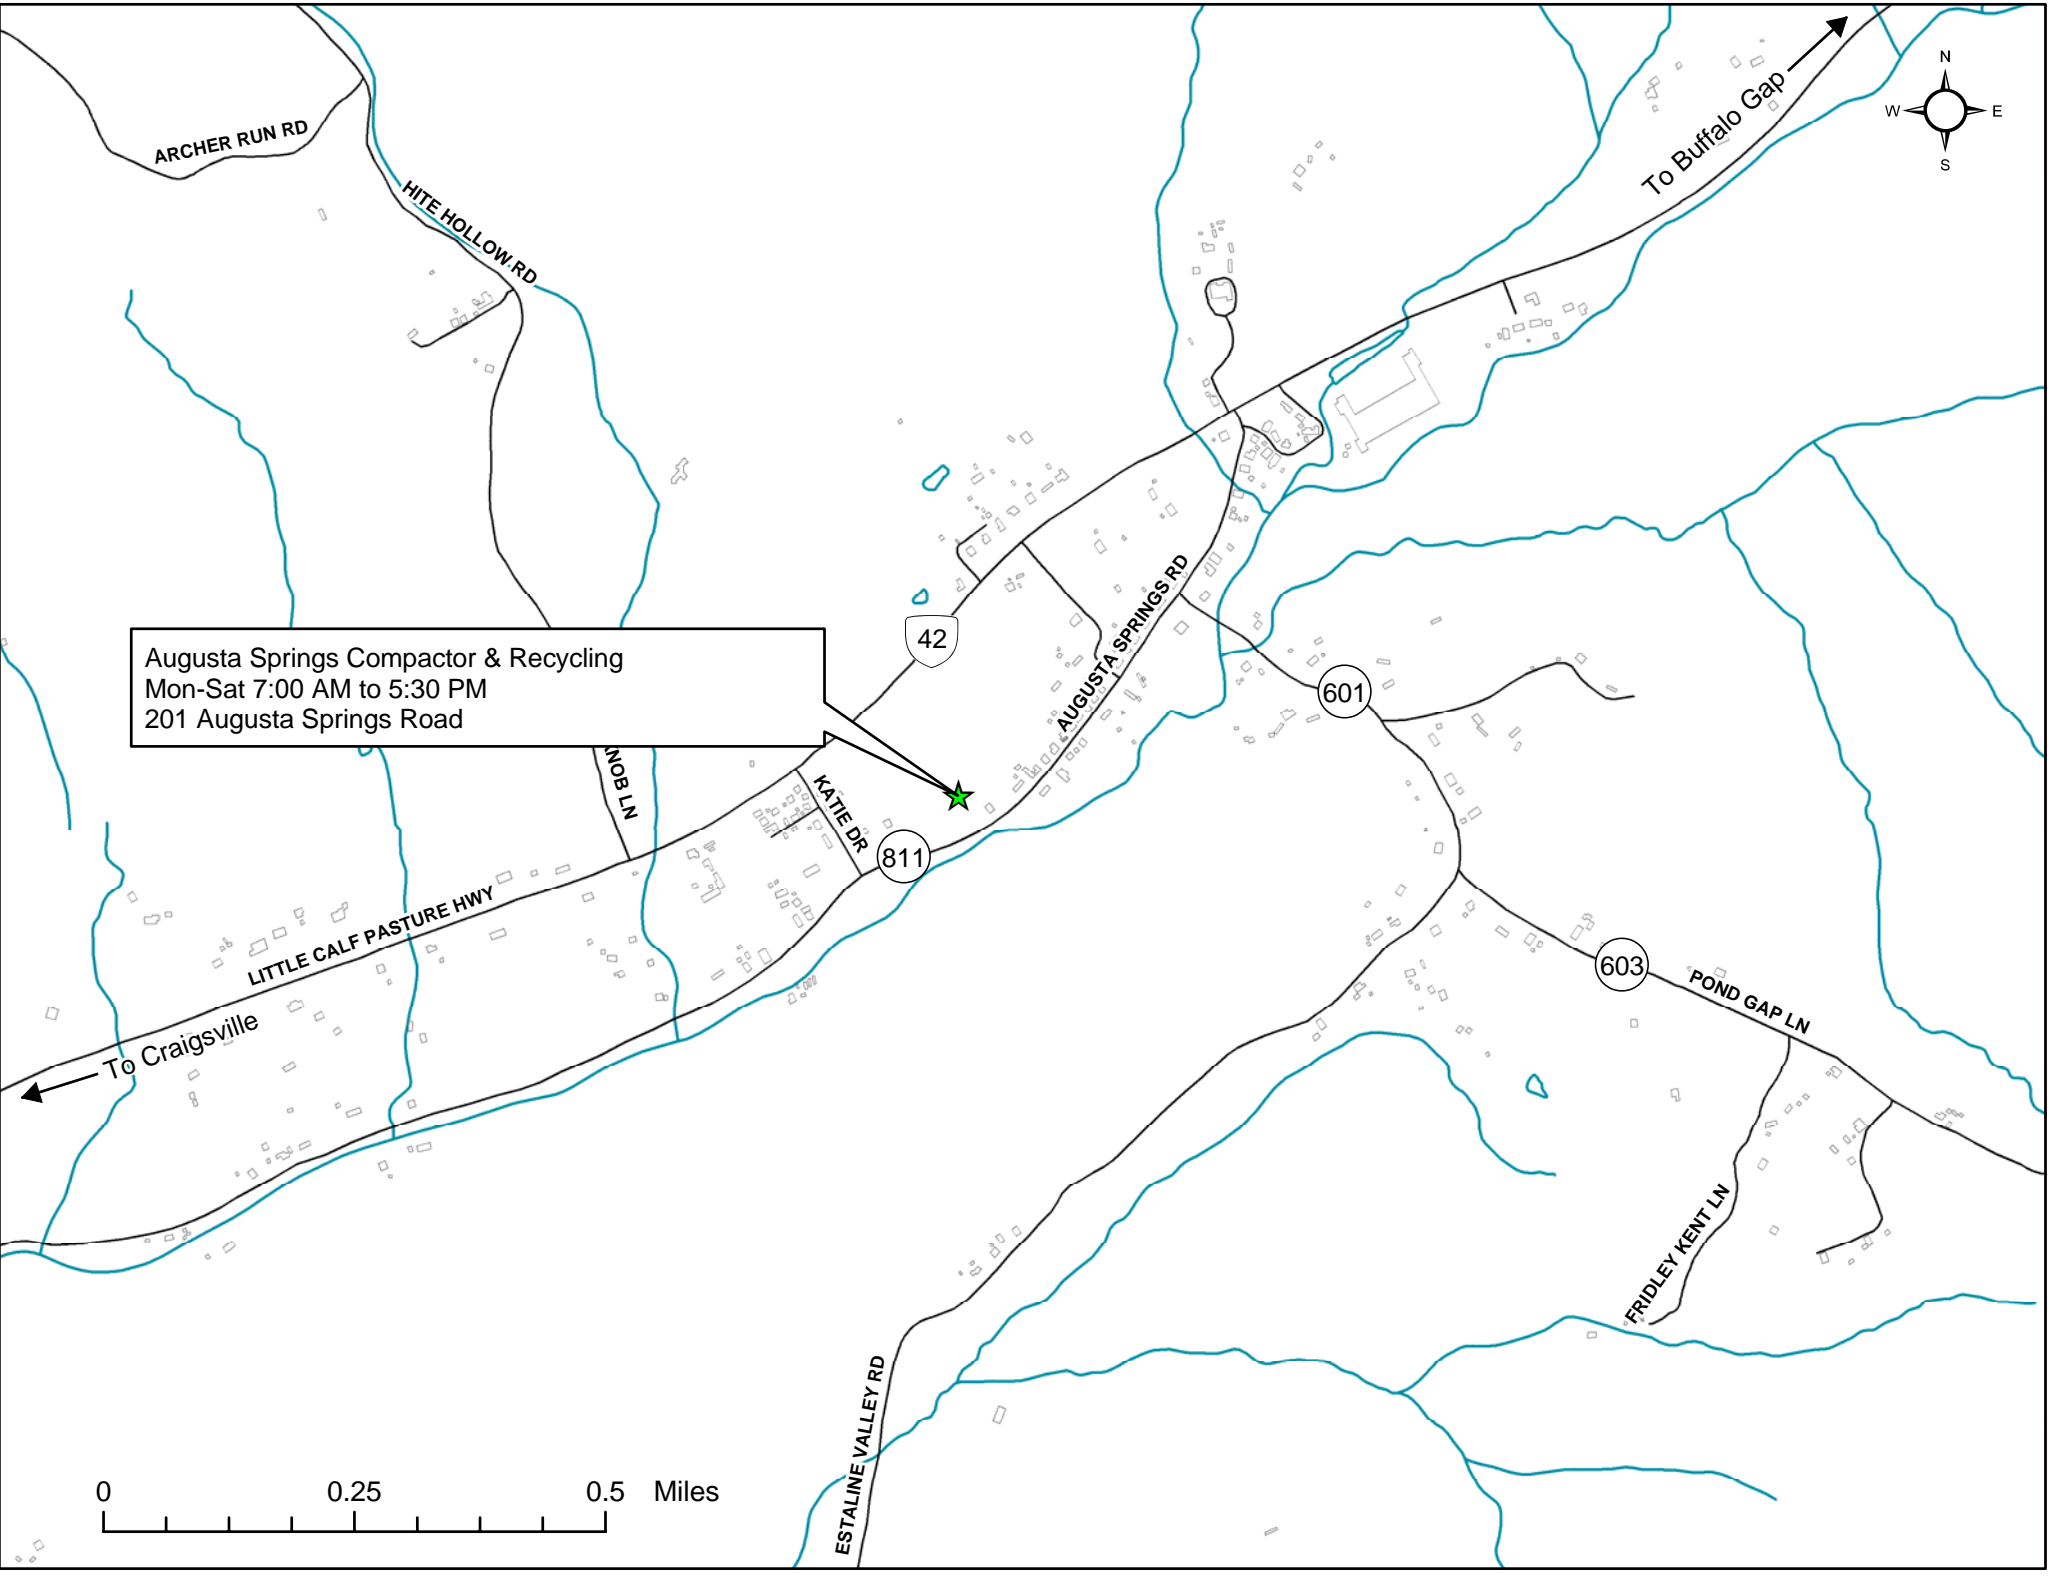 To Buffalo Gap
N
W E
S
ARCHER RUN RD
HITE HOLLOW RD
AUGUSTA SPRINGS RD
42
Augusta Springs Compactor & Recycling
Mon-Sat 7:00 AM to 5:30 PM
201 Augusta Springs Road
601
LN
KATIE DR
811
LITTLE CALF PASTURE HWY
603
POND GAP LN
To Craigsville
FRIDLEY KENT LN
ESTALINE VALLEY RD
0 0.25 0.5 Miles